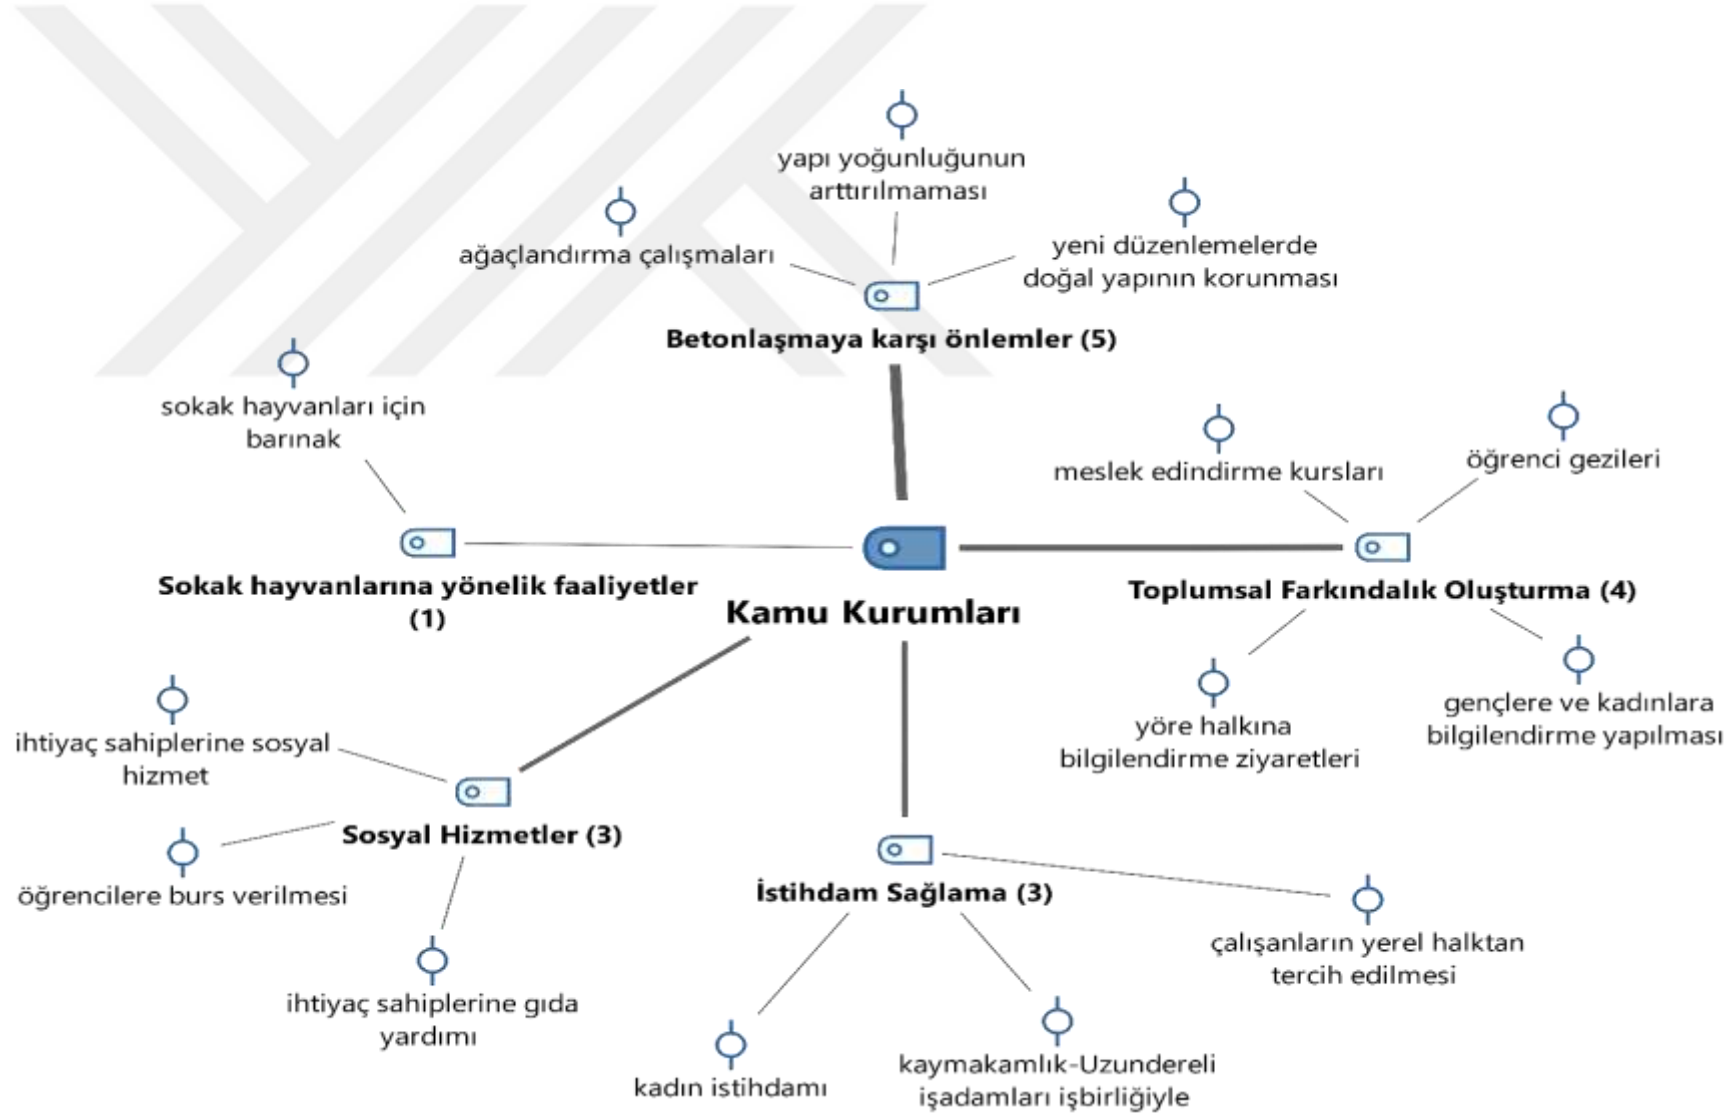 yapı yoğunluğunun
arttırılmaması
ağaçlandırma çalışmaları
yeni düzenlemelerde
doğal yapının korunması
Betonlaşmaya karşı önlemler (5)
sokak hayvanları için
barınak
meslek edindirme kursları
öğrenci gezileri
Sokak hayvanlarına yönelik faaliyetler
(1)
Kamu Kurumları
Toplumsal Farkındalık Oluşturma (4)
yöre halkına
bilgilendirme ziyaretleri
gençlere ve kadınlara
bilgilendirme yapılması
ihtiyaç sahiplerine sosyal
hizmet
Sosyal Hizmetler (3)
öğrencilere burs verilmesi
ihtiyaç sahiplerine gıda
yardımı
İstihdam Sağlama (3)
çalışanların yerel halktan
tercih edilmesi
kadın istihdamı
kaymakamlık-Uzundereli
işadamları işbirliğiyle